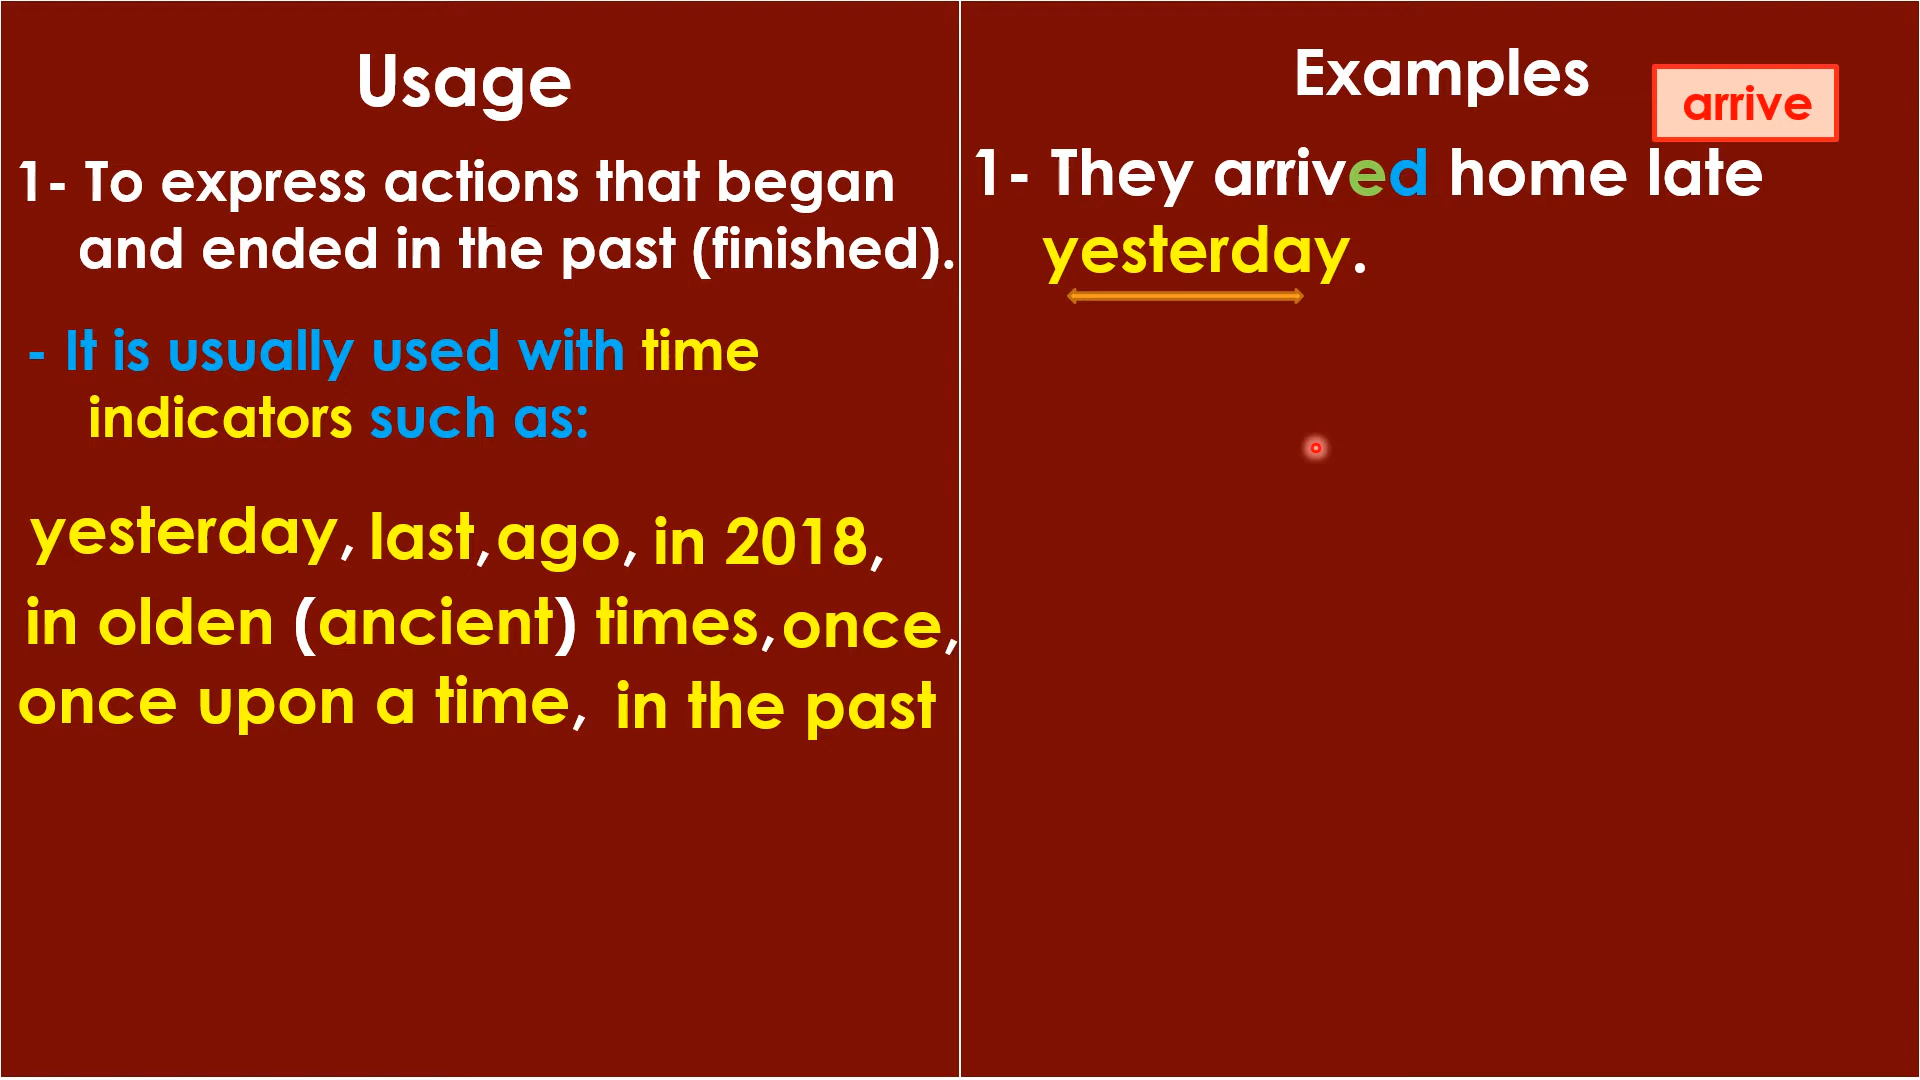 Usage
1- To express actions that began
and ended in the past (finished).
- It is usually used with time
indicators such as:
yesterday, last, ago, in 2018,
in olden (ancient) times, once,
once upon a time, in the past
Examples
arrive
1- They arrived home late
yesterday.